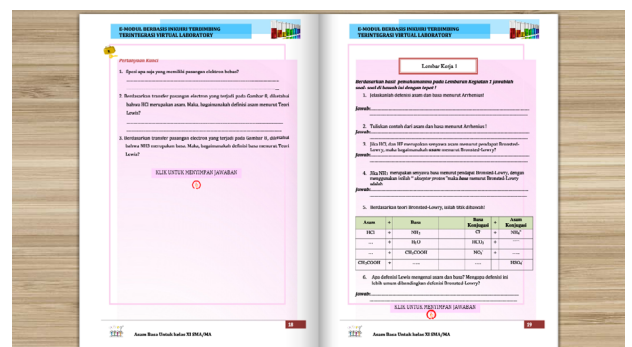 E-MODUL BERBASIS INKUIRI TERBIMBING
TERINTEGRASI VIRTUAL LABORATORY
Pertanyaan Kunci
1. Spesi apa saja yang memiliki pasangan elektron bebas?
2. Berdasarkan transfer pasangan electron yang terjadi pada Gambar 8, diketahui
bahwa HCl merupakan asam. Maka, bagaimanakah definisi asam menurut Teori
Lewis?
3. Berdasarkan transfer pasangan electron yang terjadi pada Gambar 8, diketahui
bahwa NH3 merupakan basa. Maka, bagaimanakah definisi basa menurut Teori
Lewis?
KLIK UNTUK MENYIMPAN JAWABAN
18
Asam Basa Untuk kelas XI SMA/MA
E-MODUL BERBASIS INKUIRI TERBIMBING
TERINTEGRASI VIRTUAL LABORATORY
Lembar Kerja 1
Berdasarkan hasil pemahamanmu pada Lembaran Kegiatan 1 jawablah
soal-soal di bawah ini dengan tepat !
1. Jelaskanlah defenisi asam dan basa menurut Arrhenius!
Jawab:
2. Tuliskan contoh dari asam dan basa menurut Arrhenius !
Jawab:
3. Jika HCl, dan HF merupakan senyawa asam menurut pendapat Bronsted-
Lowry, maka bagaimanakah asam menurut Bronsted-Lowry?
Jawab:
4. Jika NH3 merupakan senyawa basa menurut pendapat Bronsted-Lowry, dengan
menggunakan istilah " akseptor proton "maka basa menurut Bronsted-Lowry
adalah
Jawab:
5. Berdasarkan teori Bronsted-Lowry, isilah titik dibawah!
Asam + Basa Basa Konjugasi + Asam Konjugasi
HCl + NH₃ Cl⁻ + NH₄⁺
... + H₂O HCO₃⁻ + .....
... + CH₃COOH NO₃⁻ + .....
CH₃COOH + ..... .....
6. Apa defenisi Lewis mengenai asam dan basa? Mengapa defenisi ini
lebih umum dibandingkan defenisi Bronsted-Lowry?
Jawab:
KLIK UNTUK MENYIMPAN JAWABAN
19
Asam Basa Untuk kelas XI SMA/MA